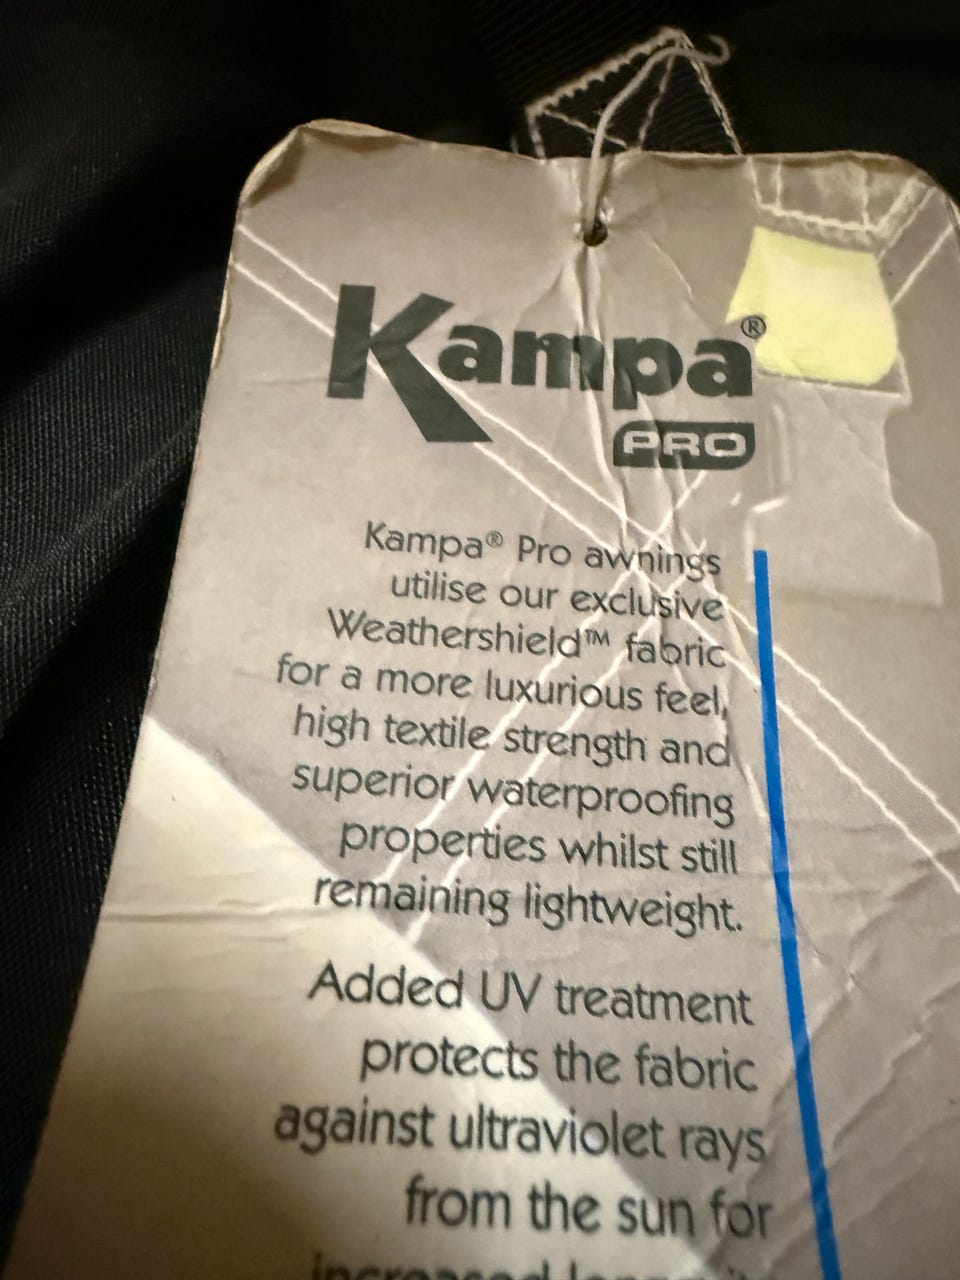 Kampa®
PRO
Kampa® Pro awnings
utilise our exclusive
Weathershield™ fabric
for a more luxurious feel,
high textile strength and
superior waterproofing
properties whilst still
remaining lightweight.
Added UV treatment
protects the fabric
against ultraviolet rays
from the sun for
increased